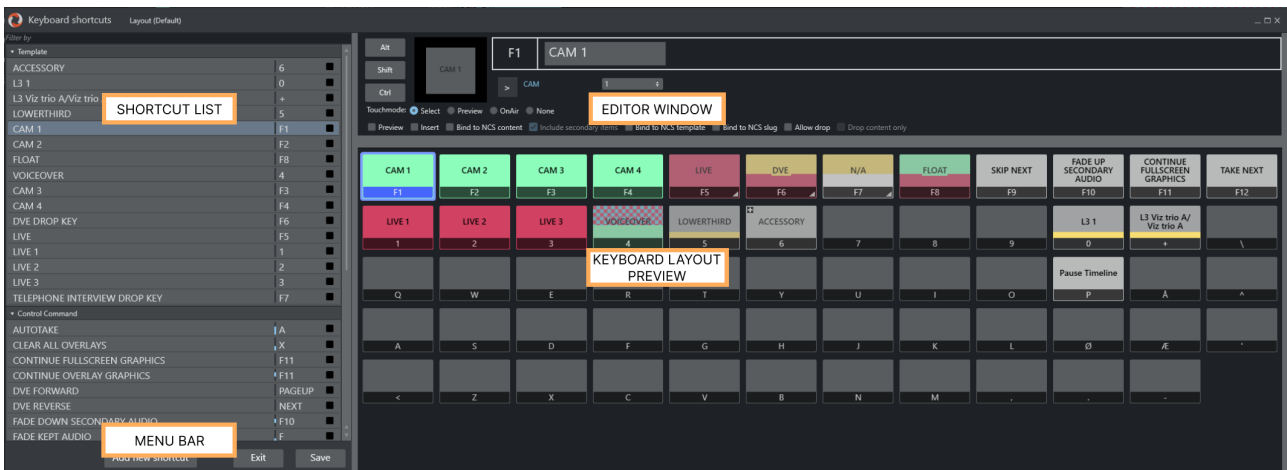 Keyboard shortcuts Layout (Default)
Filter by
Template
ACCESSORY 6
L3 1 0
L3 Viz trio A/Viz trio +
LOWERTHIRD 5
CAM 1 F1
CAM 2 F2
FLOAT F8
VOICEOVER 4
CAM 3 F3
CAM 4 F4
DVE DROP KEY F6
LIVE F5
LIVE 1 1
LIVE 2 2
LIVE 3 3
TELEPHONE INTERVIEW DROP KEY F7
Control Command
AUTOTAKE A
CLEAR ALL OVERLAYS X
CONTINUE FULLSCREEN GRAPHICS F11
CONTINUE OVERLAY GRAPHICS F11
DVE FORWARD PAGEUP
DVE REVERSE NEXT
FADE DOWN SECONDARY AUDIO F10
FADE KEPT AUDIO F
Add new shortcut Exit Save
SHORTCUT LIST
MENU BAR
Alt
Shift
Ctrl
CAM 1
F1 CAM 1
> CAM 1
EDITOR WINDOW
Touchmode: Select Preview OnAir None
Preview Insert Bind to NCS content Include secondary items Bind to NCS template Bind to NCS slug Allow drop Drop content only
CAM 1 CAM 2 CAM 3 CAM 4 LIVE DVE N/A FLOAT SKIP NEXT FADE UP SECONDARY AUDIO CONTINUE FULLSCREEN GRAPHICS TAKE NEXT
F1 F2 F3 F4 F5 F6 F7 F8 F9 F10 F11 F12
LIVE 1 LIVE 2 LIVE 3 VOICEOVER LOWERTHIRD ACCESSORY L3 1 L3 Viz trio A/ Viz trio A
1 2 3 4 5 6 7 8 9 0 + \
KEYBOARD LAYOUT
PREVIEW
Pause Timeline
Q W E R T Y U I O P Å ^
A S D F G H J K L Ø Æ '
< Z X C V B N M , . -